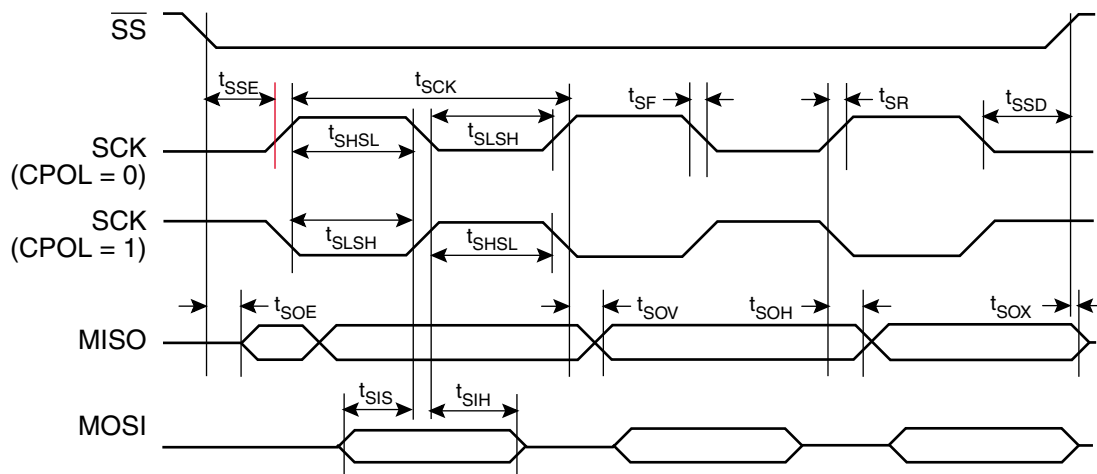 SS
tSSE
tSCK
tSF
tSR
tSSD
SCK
(CPOL = 0)
tSHSL
tSLSH
SCK
(CPOL = 1)
tSLSH
tSHSL
tSOE
tSOV
tSOH
tSOX
MISO
tSIS
tSIH
MOSI